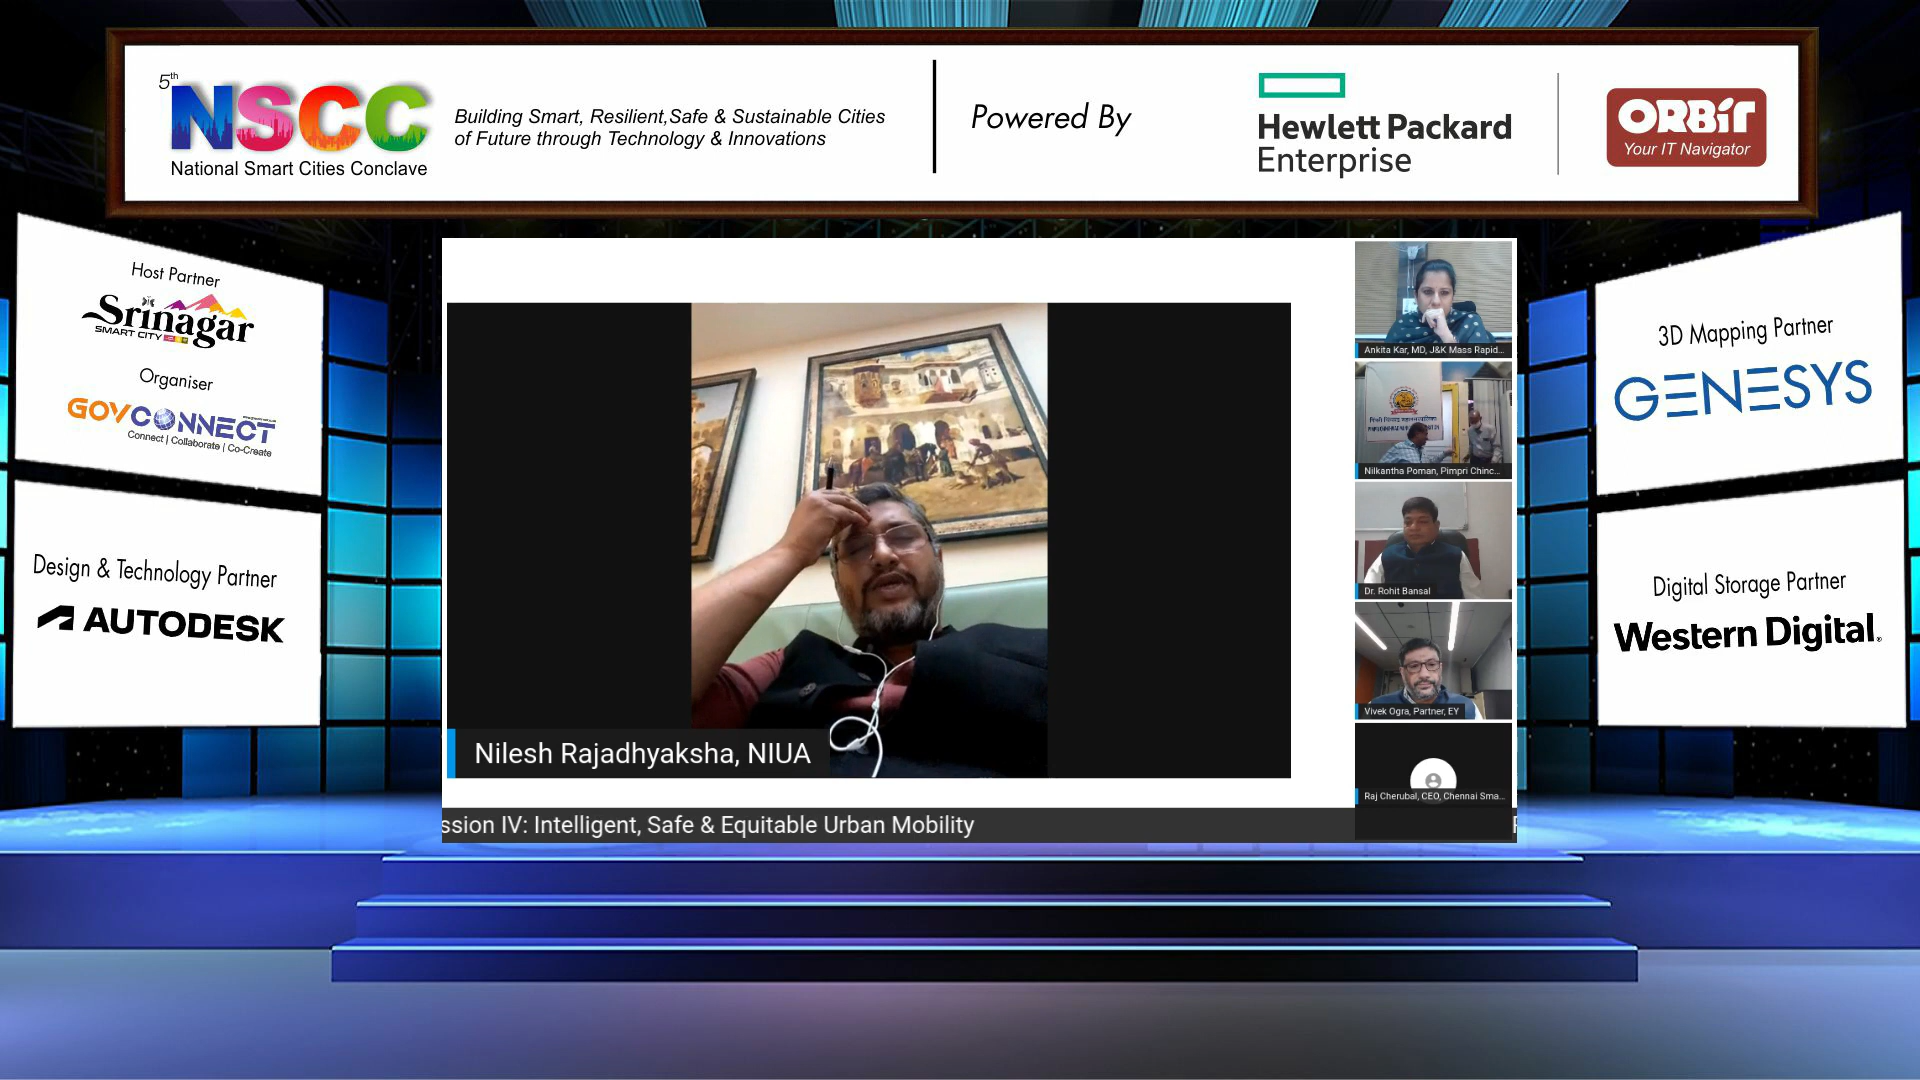 5th
NSCC
National Smart Cities Conclave
Building Smart, Resilient,Safe & Sustainable Cities
of Future through Technology & Innovations
Powered By
Hewlett Packard
Enterprise
ORBIT
Your IT Navigator
Host Partner
Srinagar
SMART CITY
Organiser
GOVCONNECT
Connect | Collaborate | Co-Create
Design & Technology Partner
AUTODESK
Nilesh Rajadhyaksha, NIUA
ssion IV: Intelligent, Safe & Equitable Urban Mobility
Ankita Kar, MD, J&K Mass Rapid...
Nilkantha Poman, Pimpri Chinc...
Dr. Rohit Bansal
Vivek Ogra, Partner, EY
Raj Cherubal, CEO, Chennai Sma...
3D Mapping Partner
GENESYS
Digital Storage Partner
Western Digital.